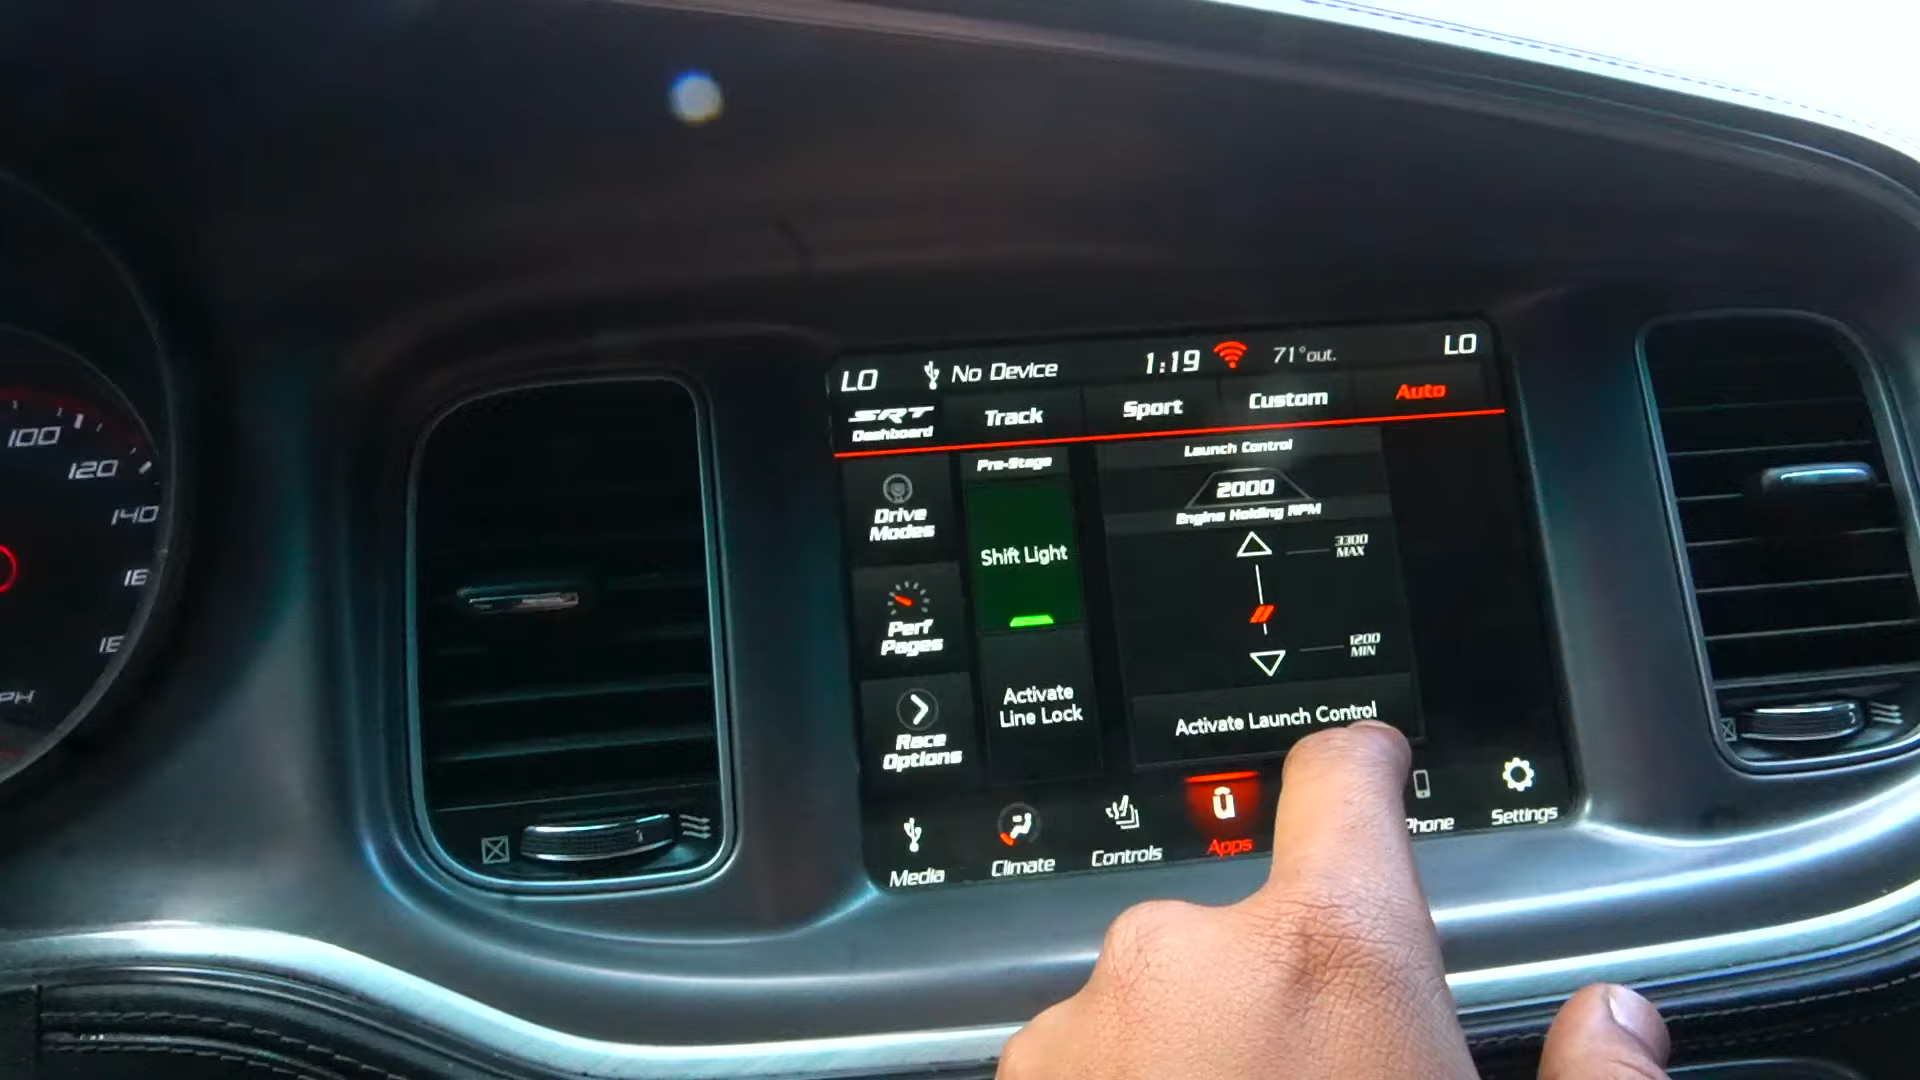 LO
No Device
1:19
71°out.
LO
SRT
Dashboard
Track
Sport
Custom
Auto
Pre-Stage
Launch Control
2000
Engine Holding RPM
Drive
Modes
Shift Light
3300
MAX
Perf
Pages
1200
MIN
Activate
Line Lock
Activate Launch Control
Race
Options
Media
Climate
Controls
Apps
Phone
Settings
100
120
140